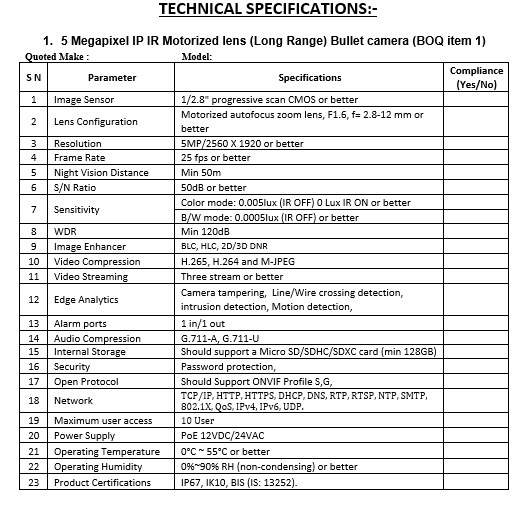 TECHNICAL SPECIFICATIONS:-
1. 5 Megapixel IP IR Motorized lens (Long Range) Bullet camera (BOQ item 1)
Quoted Make : Model:
S N Parameter Specifications Compliance (Yes/No)
1 Image Sensor 1/2.8" progressive scan CMOS or better
2 Lens Configuration Motorized autofocus zoom lens, F1.6, f= 2.8-12 mm or
better
3 Resolution 5MP/2560 X 1920 or better
4 Frame Rate 25 fps or better
5 Night Vision Distance Min 50m
6 S/N Ratio 50dB or better
7 Sensitivity Color mode: 0.005lux (IR OFF) 0 Lux IR ON or better
B/W mode: 0.0005lux (IR OFF) or better
8 WDR Min 120dB
9 Image Enhancer BLC, HLC, 2D/3D DNR
10 Video Compression H.265, H.264 and M-JPEG
11 Video Streaming Three stream or better
12 Edge Analytics Camera tampering, Line/Wire crossing detection,
intrusion detection, Motion detection,
13 Alarm ports 1 in/1 out
14 Audio Compression G.711-A, G.711-U
15 Internal Storage Should support a Micro SD/SDHC/SDXC card (min 128GB)
16 Security Password protection,
17 Open Protocol Should Support ONVIF Profile S,G,
18 Network TCP/IP, HTTP, HTTPS, DHCP, DNS, RTP, RTSP, NTP, SMTP,
802.1X, QoS, IPv4, IPv6, UDP.
19 Maximum user access 10 User
20 Power Supply PoE 12VDC/24VAC
21 Operating Temperature 0°C ~ 55°C or better
22 Operating Humidity 0%~90% RH (non-condensing) or better
23 Product Certifications IP67, IK10, BIS (IS: 13252).